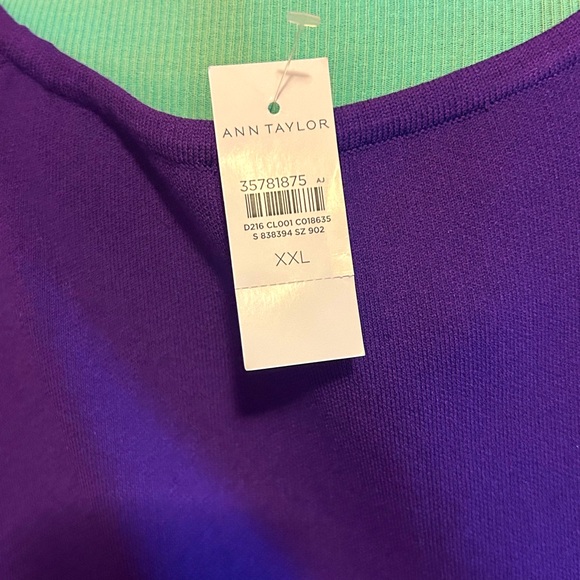 ANN TAYLOR
35781875 AJ
D216 CL001 C018635
S 838394 SZ 902
XXL